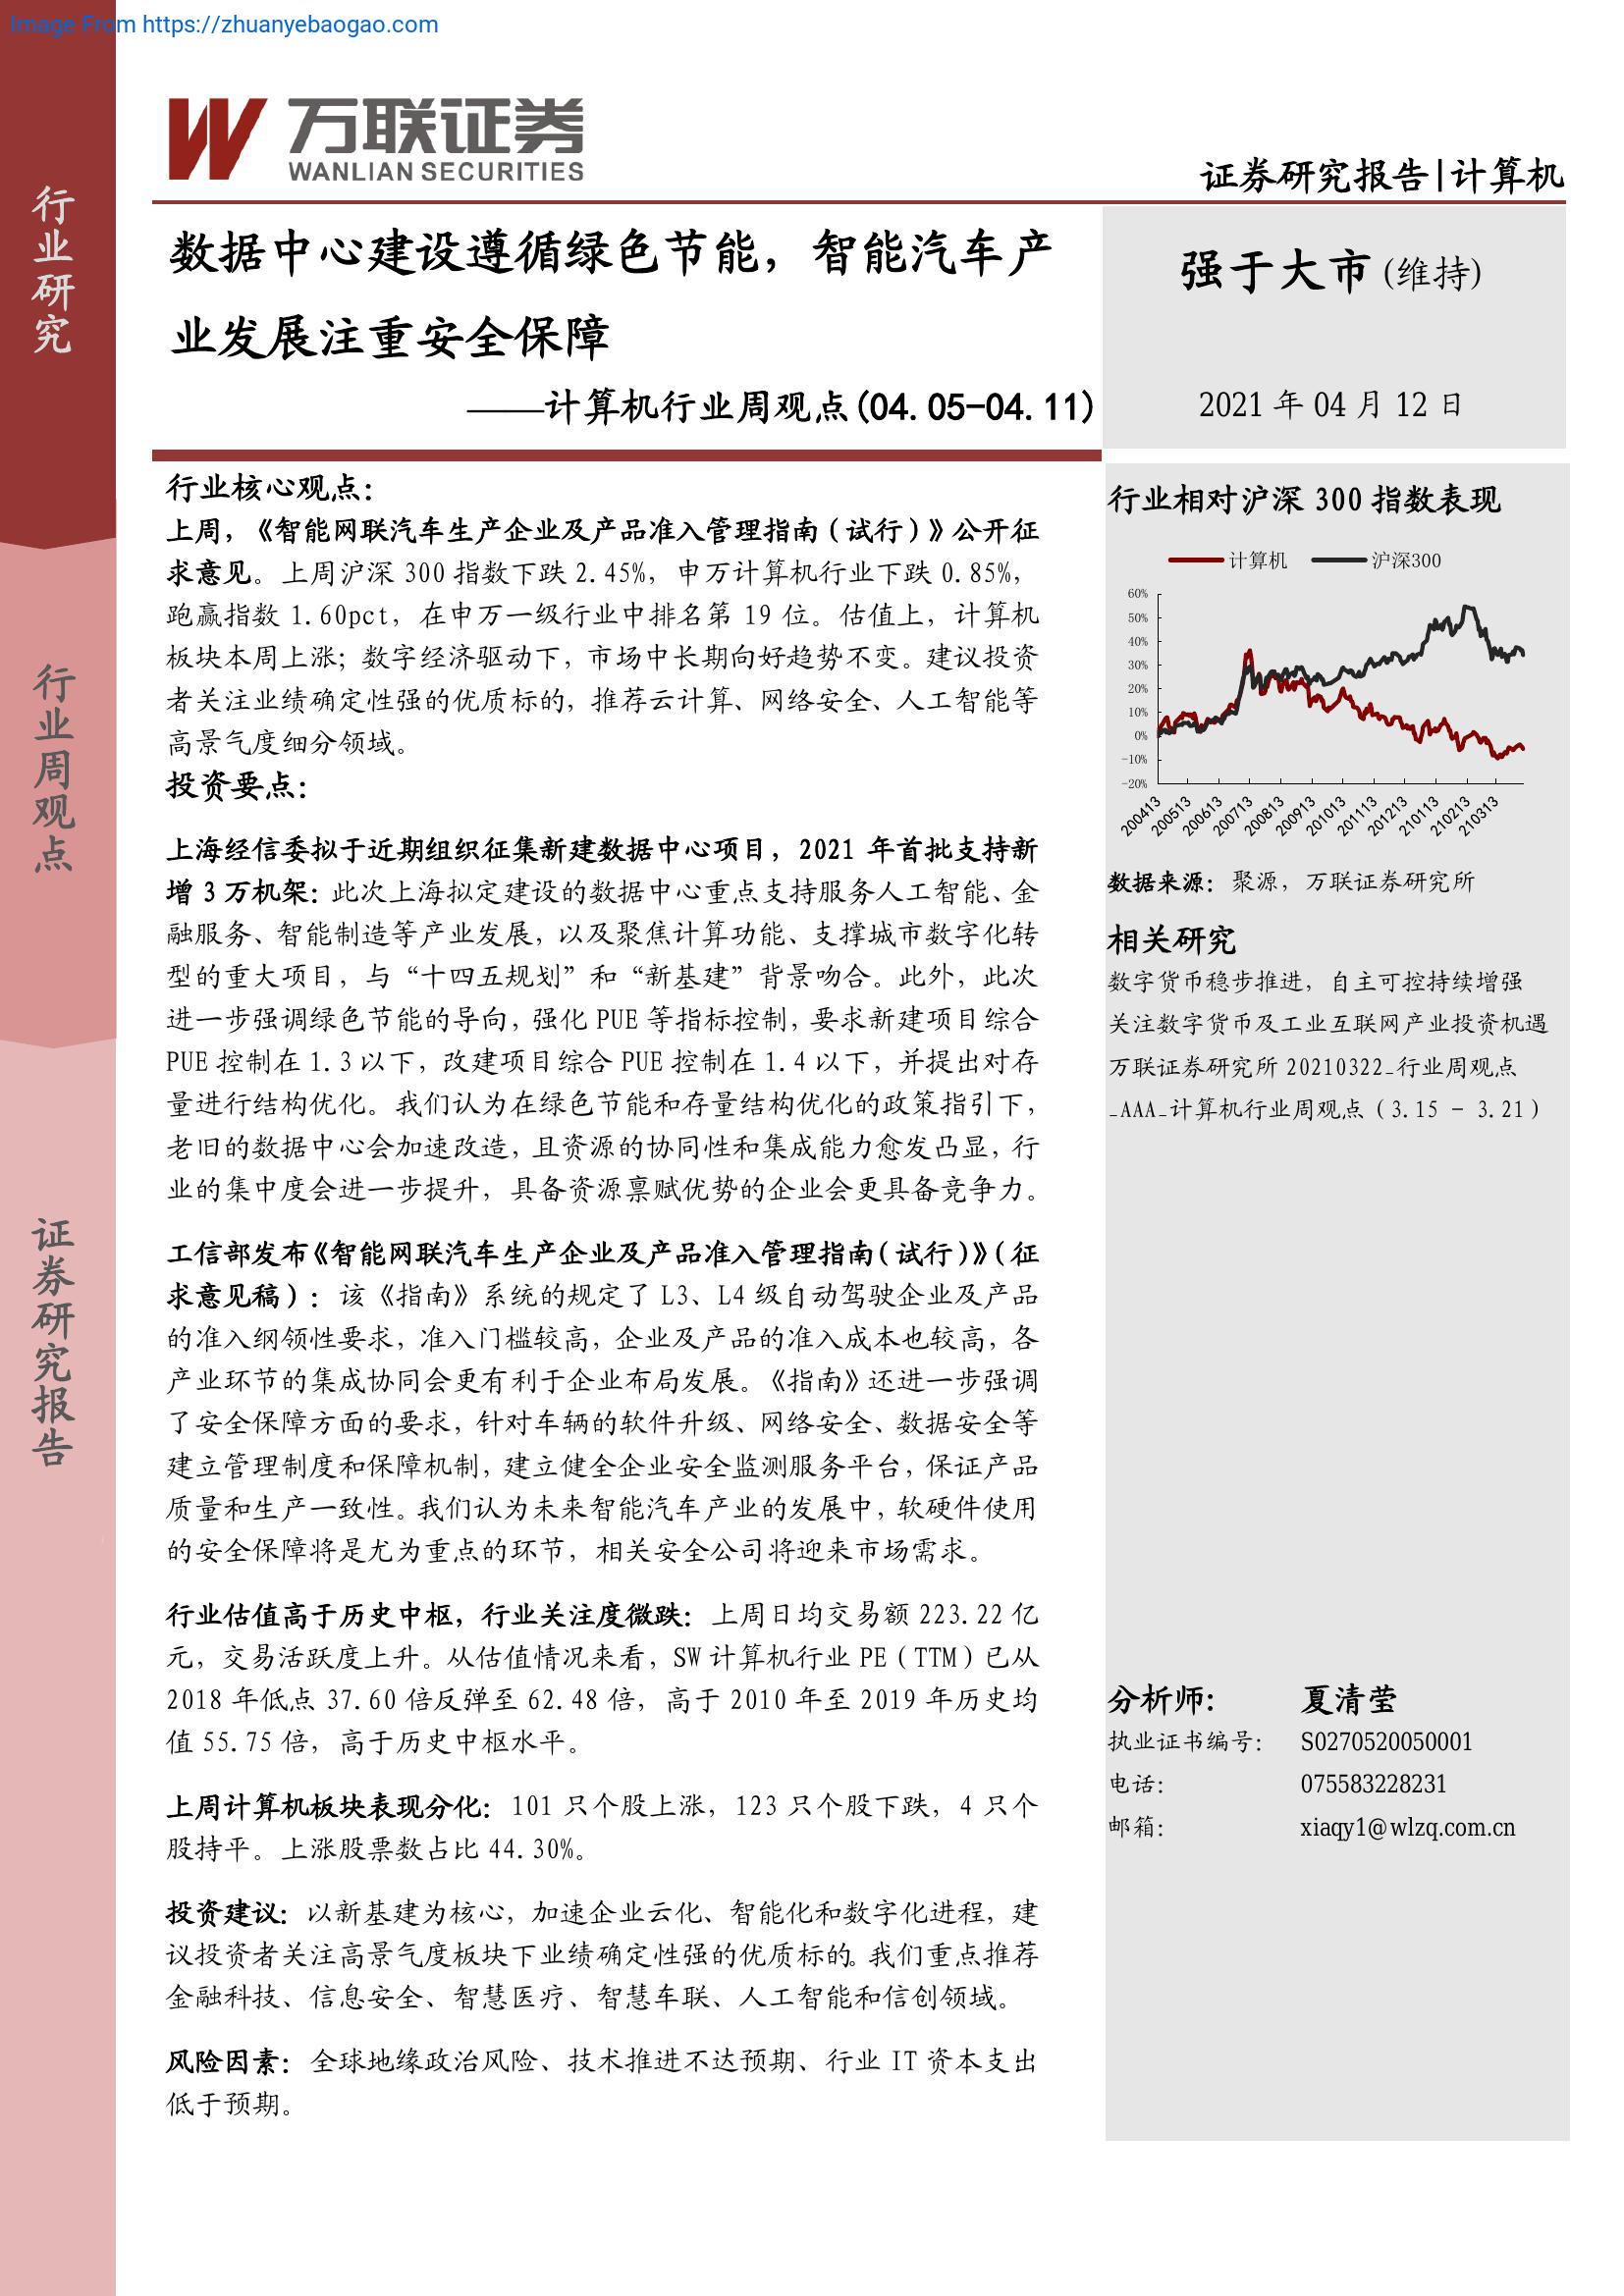 Image From https://zhuanyebaogao.com
万联证券
WANLIAN SECURITIES
证券研究报告|计算机
行业研究
行业周观点
证券研究报告
数据中心建设遵循绿色节能，智能汽车产
业发展注重安全保障
——计算机行业周观点(04.05-04.11)
强于大市(维持)
2021 年 04 月 12 日
行业核心观点：
上周，《智能网联汽车生产企业及产品准入管理指南（试行）》公开征
求意见。上周沪深 300 指数下跌 2.45%，申万计算机行业下跌 0.85%，
跑赢指数 1.60pct，在申万一级行业中排名第 19 位。估值上，计算机
板块本周上涨；数字经济驱动下，市场中长期向好趋势不变。建议投资
者关注业绩确定性强的优质标的，推荐云计算、网络安全、人工智能等
高景气度细分领域。
投资要点：
上海经信委拟于近期组织征集新建数据中心项目，2021 年首批支持新
增 3 万机架：此次上海拟定建设的数据中心重点支持服务人工智能、金
融服务、智能制造等产业发展，以及聚焦计算功能、支撑城市数字化转
型的重大项目，与“十四五规划”和“新基建”背景吻合。此外，此次
进一步强调绿色节能的导向，强化 PUE 等指标控制，要求新建项目综合
PUE 控制在 1.3 以下，改建项目综合 PUE 控制在 1.4 以下，并提出对存
量进行结构优化。我们认为在绿色节能和存量结构优化的政策指引下，
老旧的数据中心会加速改造，且资源的协同性和集成能力愈发凸显，行
业的集中度会进一步提升，具备资源禀赋优势的企业会更具备竞争力。
工信部发布《智能网联汽车生产企业及产品准入管理指南（试行）》（征
求意见稿）：该《指南》系统的规定了 L3、L4 级自动驾驶企业及产品
的准入纲领性要求，准入门槛较高，企业及产品的准入成本也较高，各
产业环节的集成协同会更有利于企业布局发展。《指南》还进一步强调
了安全保障方面的要求，针对车辆的软件升级、网络安全、数据安全等
建立管理制度和保障机制，建立健全企业安全监测服务平台，保证产品
质量和生产一致性。我们认为未来智能汽车产业的发展中，软硬件使用
的安全保障将是尤为重点的环节，相关安全公司将迎来市场需求。
行业估值高于历史中枢，行业关注度微跌：上周日均交易额 223.22 亿
元，交易活跃度上升。从估值情况来看，SW 计算机行业 PE（TTM）已从
2018 年低点 37.60 倍反弹至 62.48 倍，高于 2010 年至 2019 年历史均
值 55.75 倍，高于历史中枢水平。
上周计算机板块表现分化：101 只个股上涨，123 只个股下跌，4 只个
股持平。上涨股票数占比 44.30%。
投资建议：以新基建为核心，加速企业云化、智能化和数字化进程，建
议投资者关注高景气度板块下业绩确定性强的优质标的。我们重点推荐
金融科技、信息安全、智慧医疗、智慧车联、人工智能和信创领域。
风险因素：全球地缘政治风险、技术推进不达预期、行业 IT 资本支出
低于预期。
行业相对沪深 300 指数表现
计算机 沪深300
60%
50%
40%
30%
20%
10%
0%
-10%
-20%
200413 200513 200613 200713 200813 200913 201013 201113 201213 210113 210213 210313
数据来源：聚源，万联证券研究所
相关研究
数字货币稳步推进，自主可控持续增强
关注数字货币及工业互联网产业投资机遇
万联证券研究所 20210322_行业周观点
_AAA_计算机行业周观点（3.15 - 3.21）
分析师: 夏清莹
执业证书编号: S0270520050001
电话: 075583228231
邮箱: xiaqy1@wlzq.com.cn